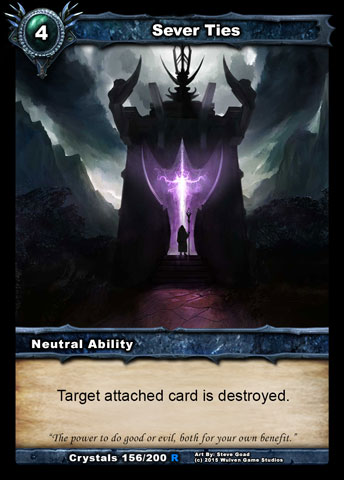 4
Sever Ties
Neutral Ability
Target attached card is destroyed.
"The power to do good or evil, both for your own benefit."
Crystals 156/200 R
Art By: Steve Goad
(c) 2015 Wulven Game Studios